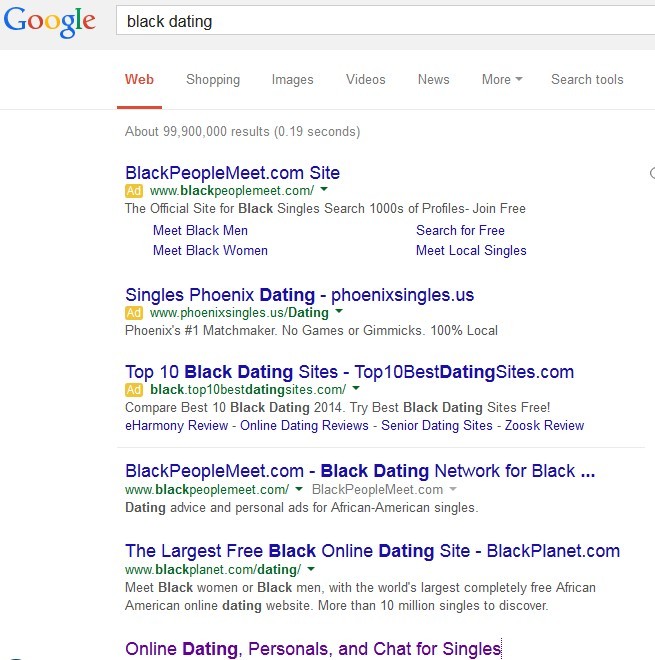 Google
black dating
Web Shopping Images Videos News More Search tools
About 99,900,000 results (0.19 seconds)
BlackPeopleMeet.com Site
Ad www.blackpeoplemeet.com/
The Official Site for Black Singles Search 1000s of Profiles- Join Free
Meet Black Men Search for Free
Meet Black Women Meet Local Singles
Singles Phoenix Dating - phoenixsingles.us
Ad www.phoenixsingles.us/Dating
Phoenix's #1 Matchmaker. No Games or Gimmicks. 100% Local
Top 10 Black Dating Sites - Top10BestDatingSites.com
Ad black.top10bestdatingsites.com/
Compare Best 10 Black Dating 2014. Try Best Black Dating Sites Free!
eHarmony Review - Online Dating Reviews - Senior Dating Sites - Zoosk Review
BlackPeopleMeet.com - Black Dating Network for Black ...
www.blackpeoplemeet.com/ BlackPeopleMeet.com
Dating advice and personal ads for African-American singles.
The Largest Free Black Online Dating Site - BlackPlanet.com
www.blackplanet.com/dating/
Meet Black women or Black men, with the world's largest completely free African
American online dating website. More than 10 million singles to discover.
Online Dating, Personals, and Chat for Singles